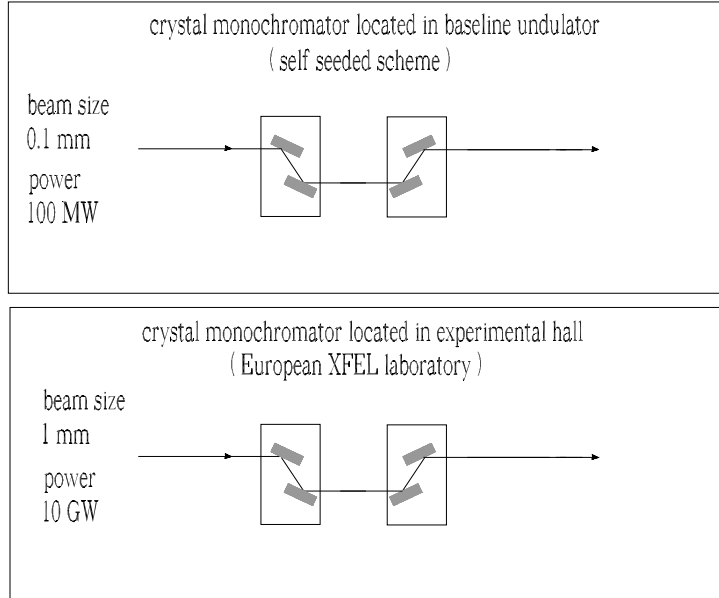 crystal monochromator located in baseline undulator
( self seeded scheme )
beam size
0.1 mm
power
100 MW
crystal monochromator located in experimental hall
( European XFEL laboratory )
beam size
1 mm
power
10 GW